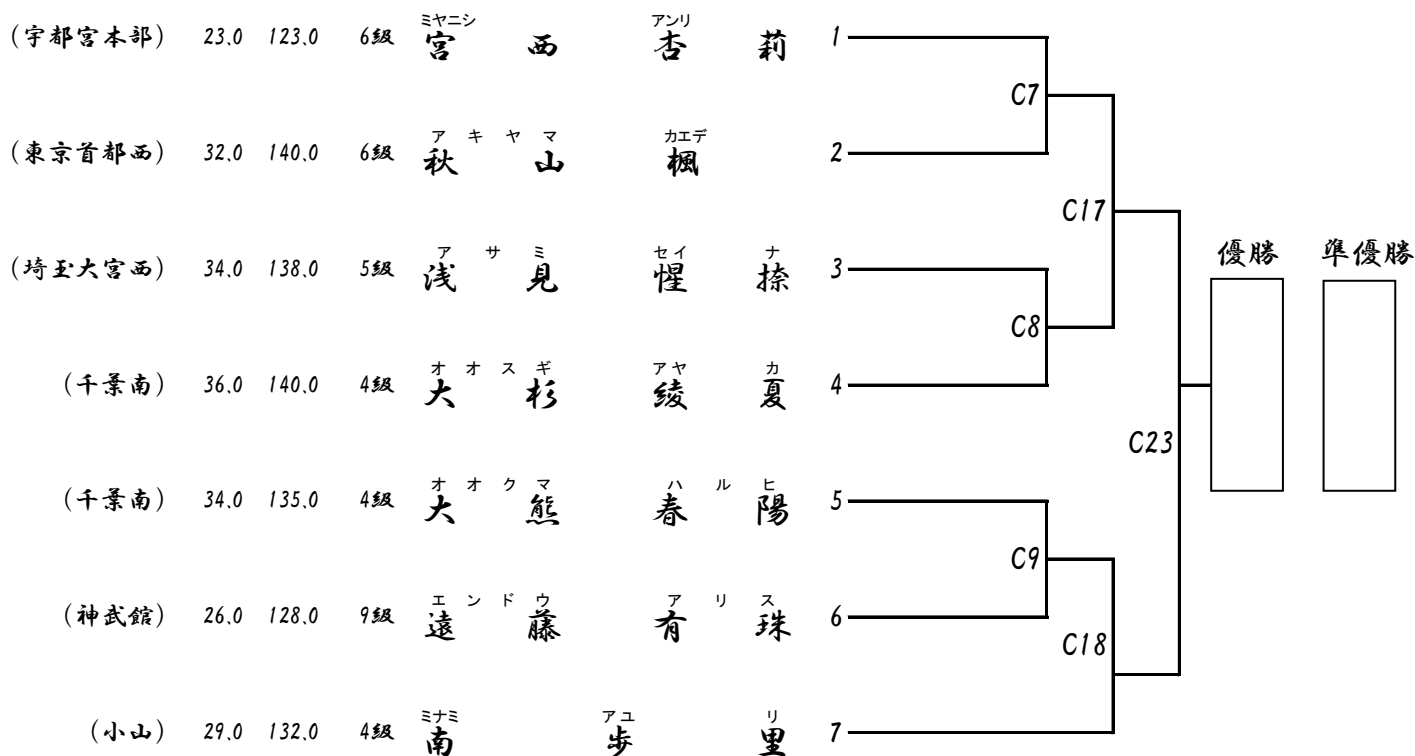 ミヤニシ アンリ
(宇都宮本部) 23.0 123.0 6級 宮西 杏莉 1
C7
アキヤマ カエデ
(東京首都西) 32.0 140.0 6級 秋山 楓 2
C17
アサミ セイナ
(埼玉大宮西) 34.0 138.0 5級 浅見 惺捺 3
優勝 準優勝
C8
オオスギ アヤカ
(千葉南) 36.0 140.0 4級 大杉 綾夏 4
C23
オオクマ ハルヒ
(千葉南) 34.0 135.0 4級 大熊 春陽 5
C9
エンドウ アリス
(神武館) 26.0 128.0 9級 遠藤 有珠 6
C18
ミナミ アユリ
(小山) 29.0 132.0 4級 南 歩里 7